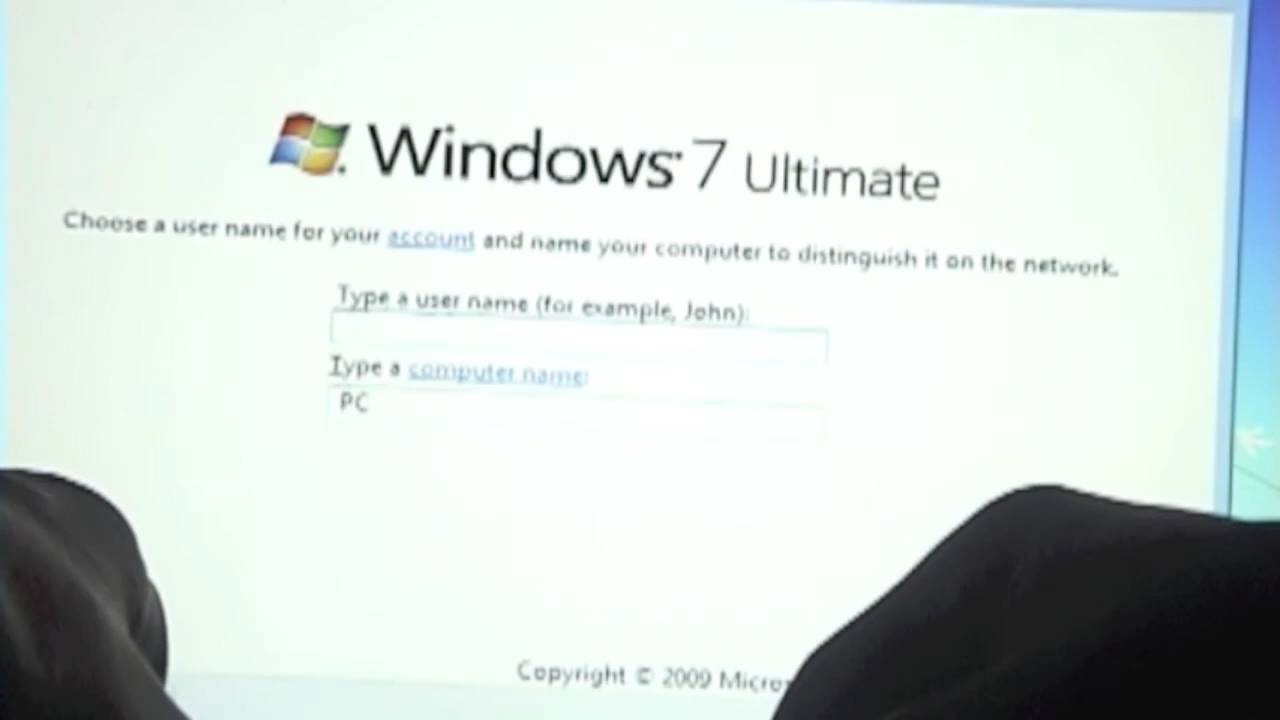 Windows 7 Ultimate
Choose a user name for your account and name your computer to distinguish it on the network.
Type a user name (for example, John):
Type a computer name:
PC
Copyright © 2009